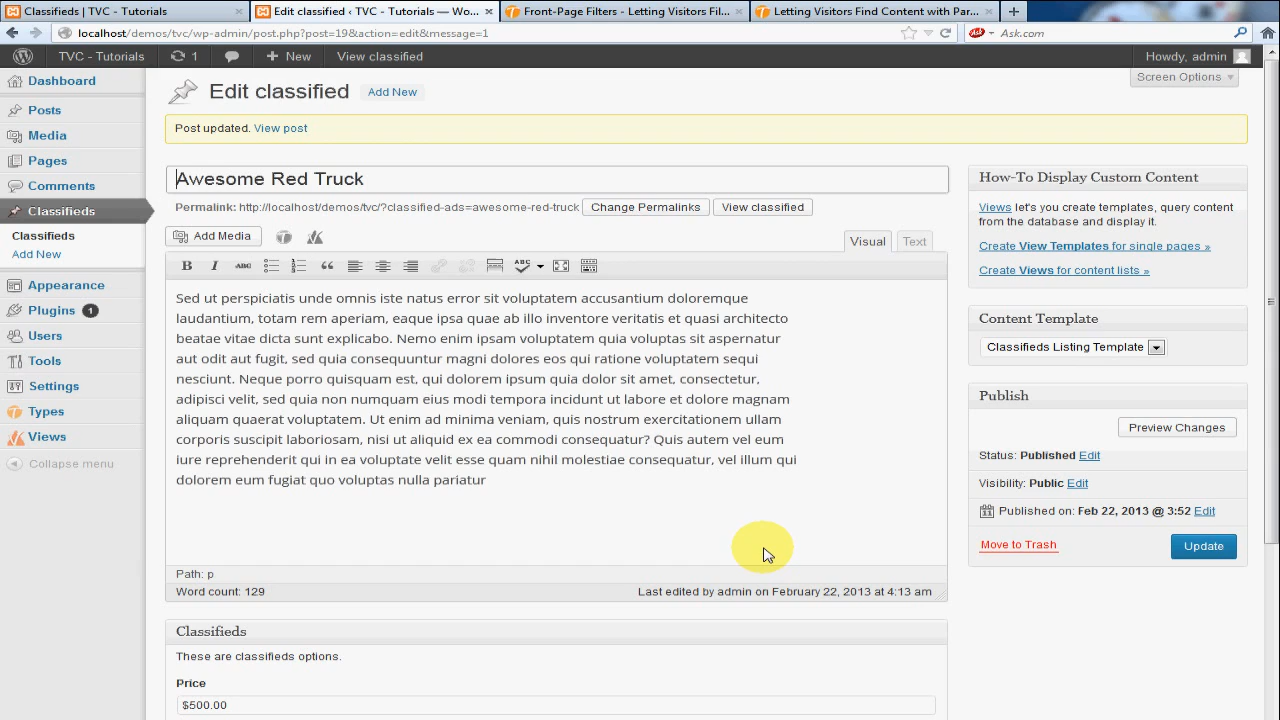 Classifieds | TVC - Tutorials
Edit classified ‹ TVC - Tutorials — Wo...
Front-Page Filters - Letting Visitors Fil...
Letting Visitors Find Content with Par...
localhost/demos/tvc/wp-admin/post.php?post=19&action=edit&message=1
Ask.com
TVC - Tutorials
1
New
View classified
Howdy, admin
Dashboard
Posts
Media
Pages
Comments
Classifieds
Classifieds
Add New
Appearance
Plugins 1
Users
Tools
Settings
Types
Views
Collapse menu
Screen Options
Edit classified
Add New
Post updated. View post
Awesome Red Truck
Permalink: http://localhost/demos/tvc/?classified-ads=awesome-red-truck
Change Permalinks
View classified
Add Media
Visual
Text
B I ABC ABC
Sed ut perspiciatis unde omnis iste natus error sit voluptatem accusantium doloremque
laudantium, totam rem aperiam, eaque ipsa quae ab illo inventore veritatis et quasi architecto
beatae vitae dicta sunt explicabo. Nemo enim ipsam voluptatem quia voluptas sit aspernatur
aut odit aut fugit, sed quia consequuntur magni dolores eos qui ratione voluptatem sequi
nesciunt. Neque porro quisquam est, qui dolorem ipsum quia dolor sit amet, consectetur,
adipisci velit, sed quia non numquam eius modi tempora incidunt ut labore et dolore magnam
aliquam quaerat voluptatem. Ut enim ad minima veniam, quis nostrum exercitationem ullam
corporis suscipit laboriosam, nisi ut aliquid ex ea commodi consequatur? Quis autem vel eum
iure reprehenderit qui in ea voluptate velit esse quam nihil molestiae consequatur, vel illum qui
dolorem eum fugiat quo voluptas nulla pariatur
Path: p
Word count: 129
Last edited by admin on February 22, 2013 at 4:13 am
Classifieds
These are classifieds options.
Price
$500.00
How-To Display Custom Content
Views let's you create templates, query content
from the database and display it.
Create View Templates for single pages »
Create Views for content lists »
Content Template
Classifieds Listing Template
Publish
Preview Changes
Status: Published Edit
Visibility: Public Edit
Published on: Feb 22, 2013 @ 3:52 Edit
Move to Trash
Update